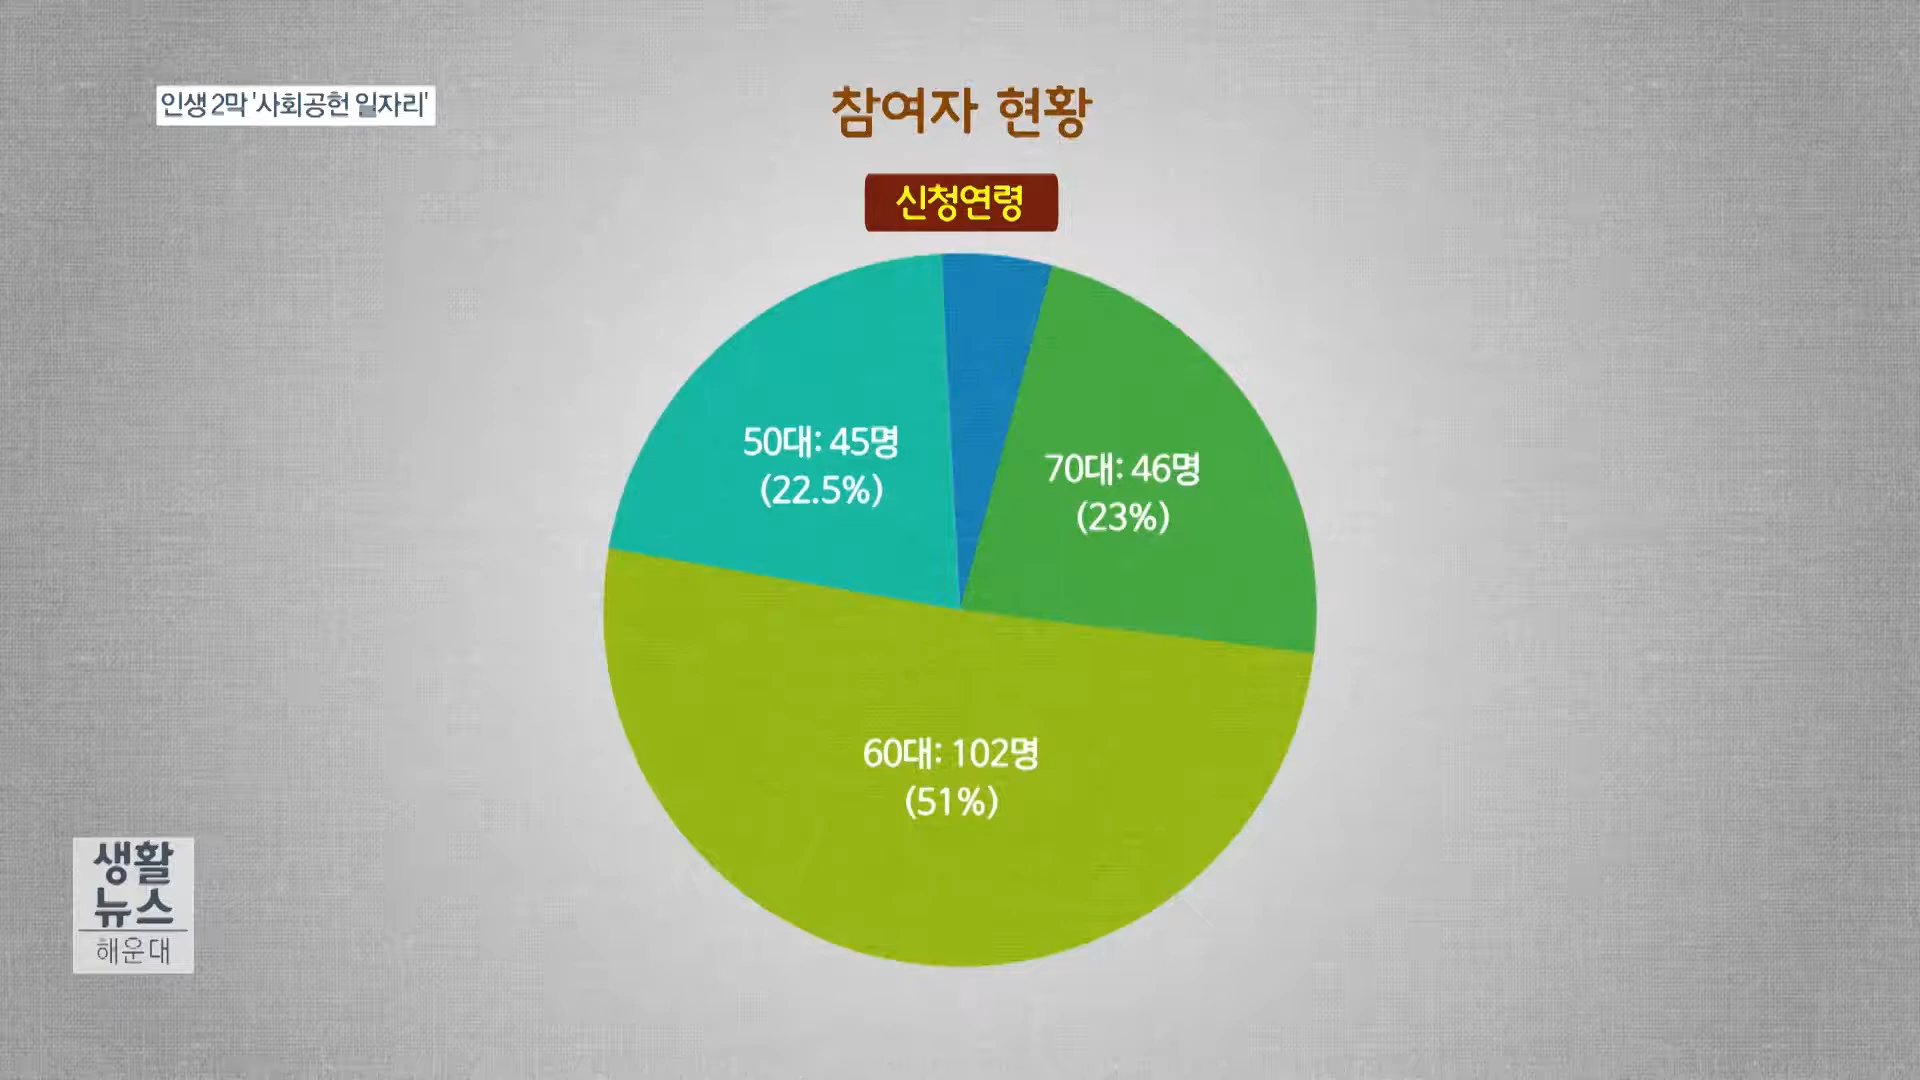 인생 2막 '사회공헌 일자리'
참여자 현황
신청연령
50대: 45명
(22.5%)
70대: 46명
(23%)
60대: 102명
(51%)
생활
뉴스
해운대